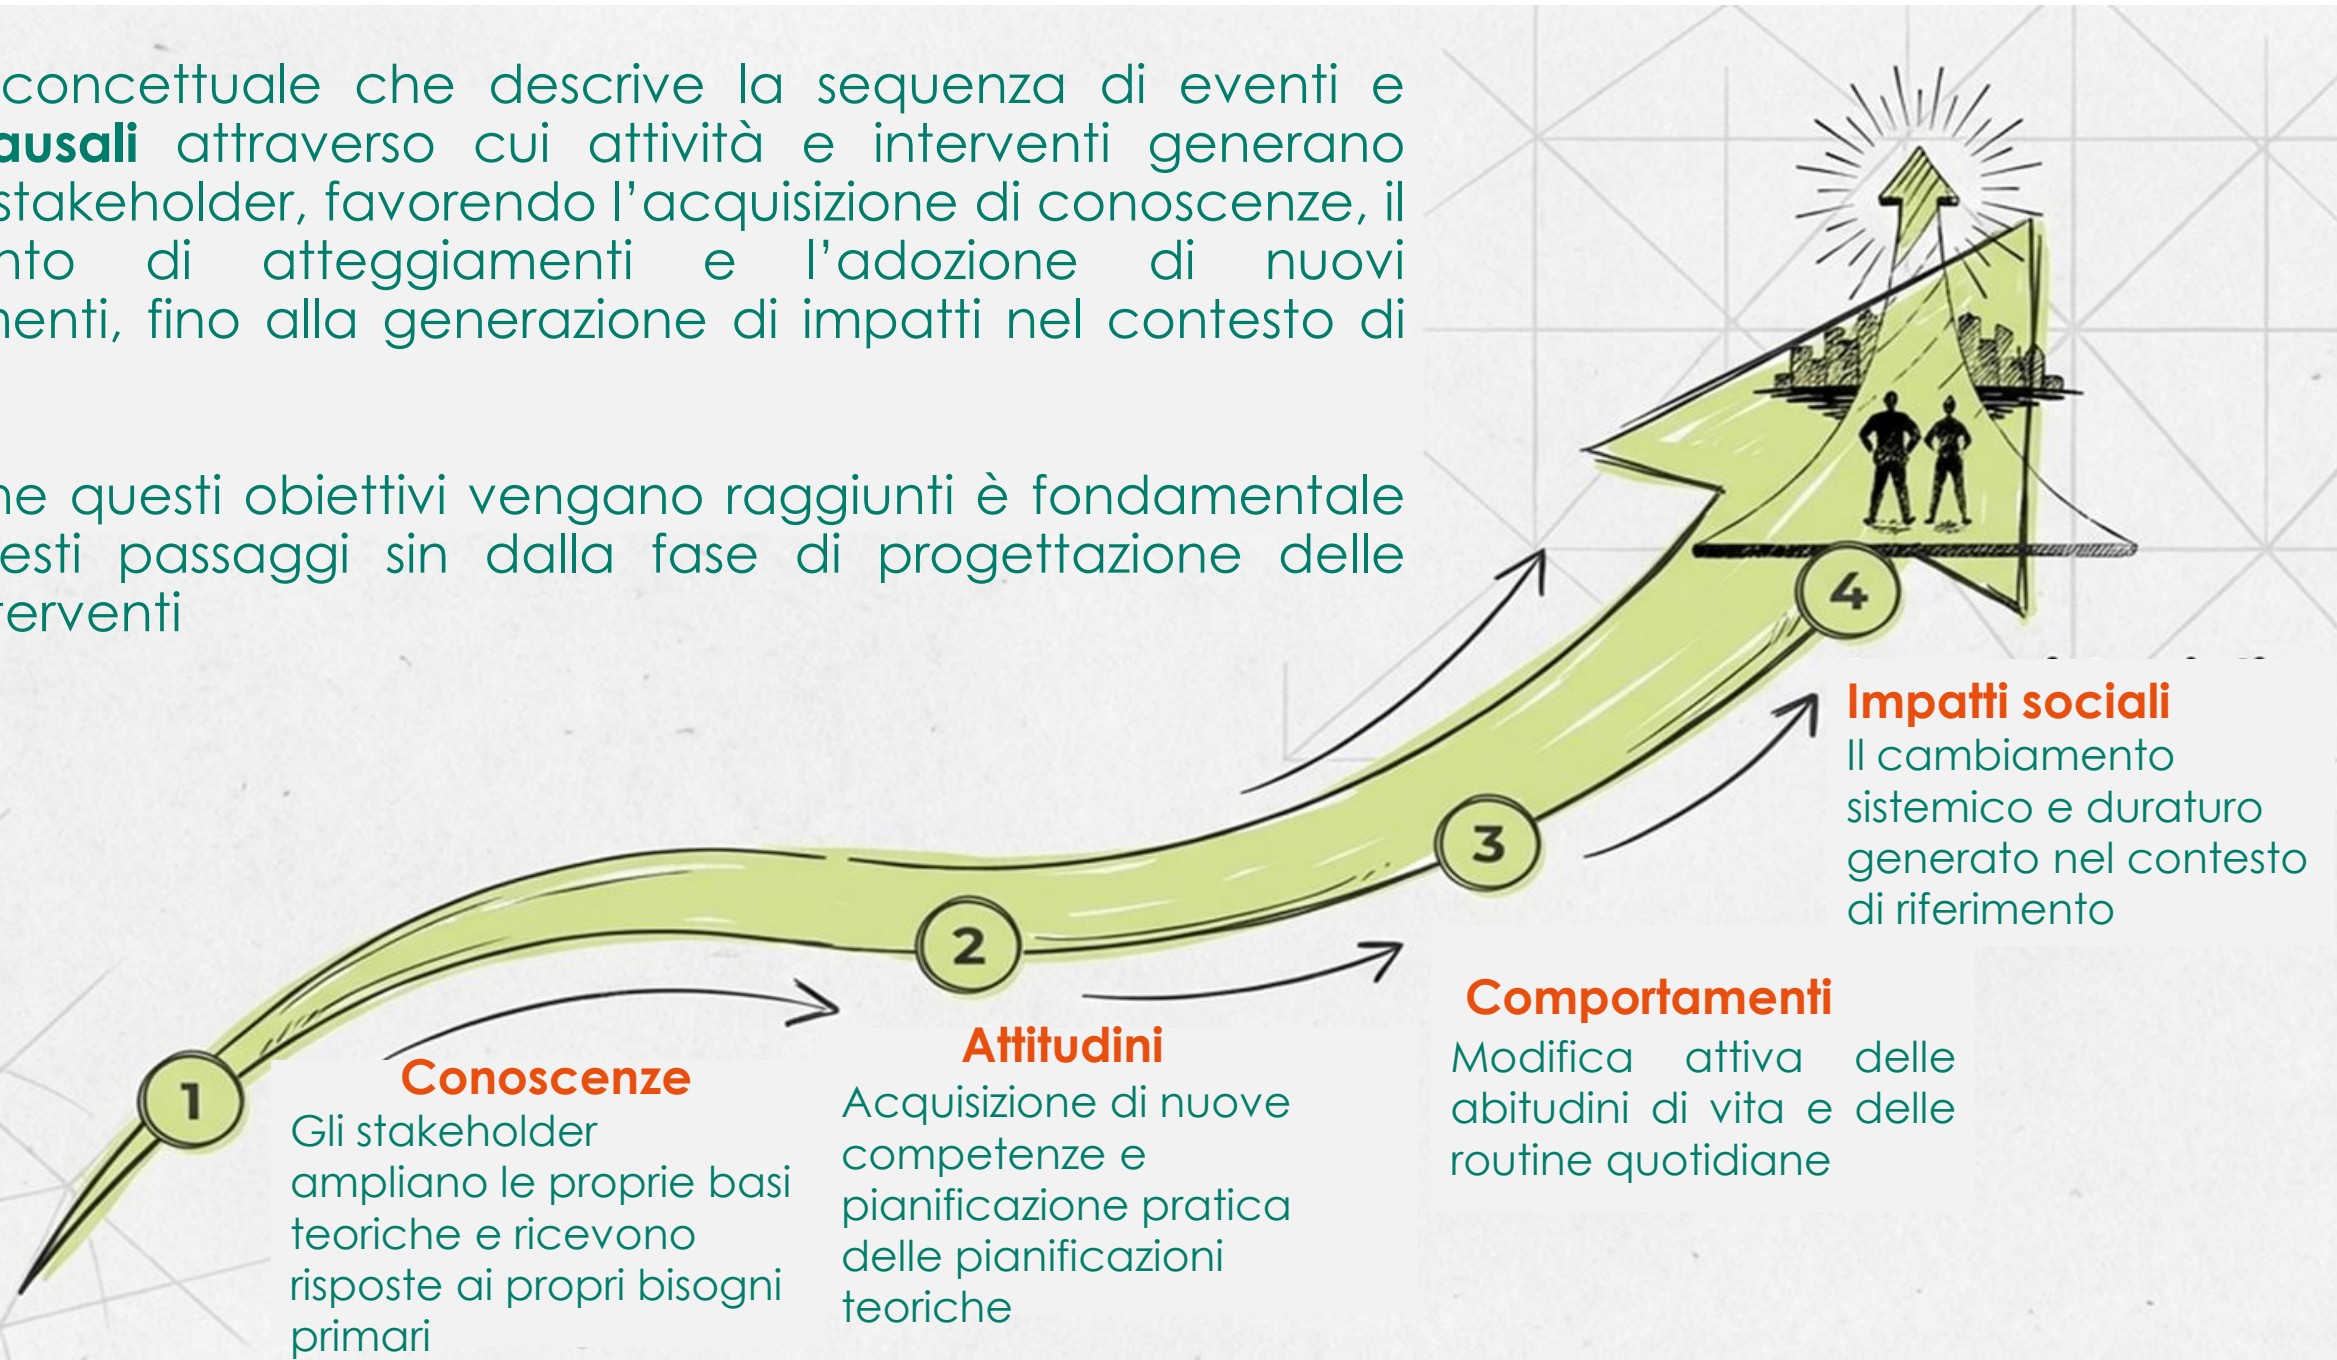 concettuale che descrive la sequenza di eventi e
ausali attraverso cui attività e interventi generano
stakeholder, favorendo l’acquisizione di conoscenze, il
nto di atteggiamenti e l’adozione di nuovi
menti, fino alla generazione di impatti nel contesto di
ne questi obiettivi vengano raggiunti è fondamentale
esti passaggi sin dalla fase di progettazione delle
terventi
4
Impatti sociali
Il cambiamento
sistemico e duraturo
generato nel contesto
di riferimento
3
Comportamenti
Modifica attiva delle
abitudini di vita e delle
routine quotidiane
2
Attitudini
Acquisizione di nuove
competenze e
pianificazione pratica
delle pianificazioni
teoriche
1
Conoscenze
Gli stakeholder
ampliano le proprie basi
teoriche e ricevono
risposte ai propri bisogni
primari